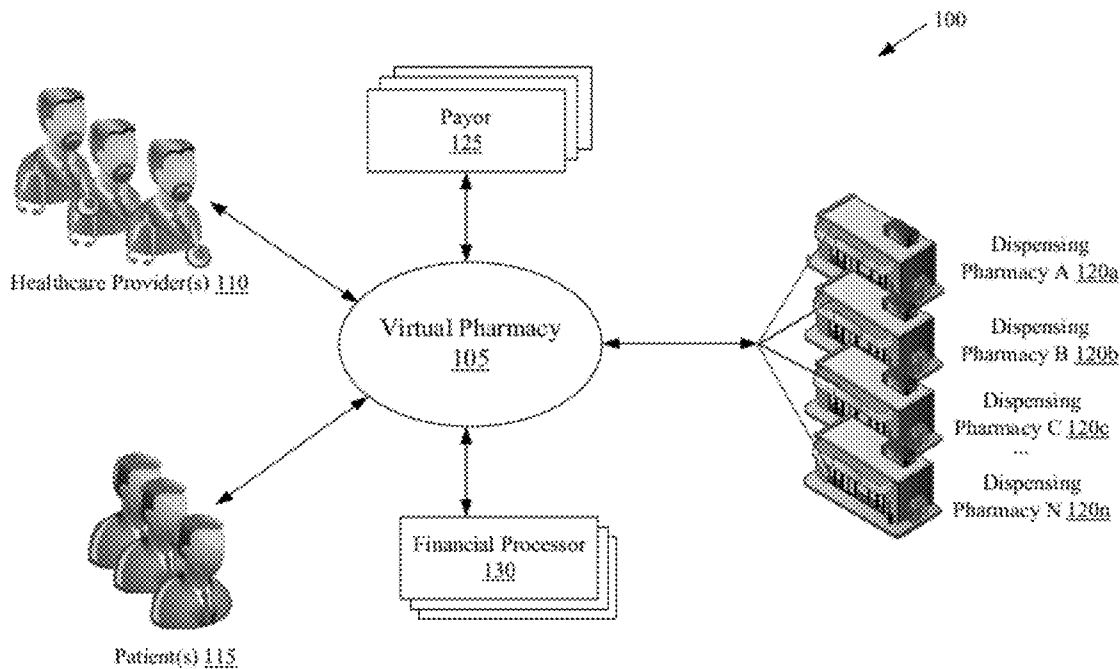 100
Payor
125
Healthcare Provider(s) 110
Virtual Pharmacy
105
Dispensing
Pharmacy A 120a
Dispensing
Pharmacy B 120b
Dispensing
Pharmacy C 120c
...
Dispensing
Pharmacy N 120n
Financial Processor
130
Patient(s) 115